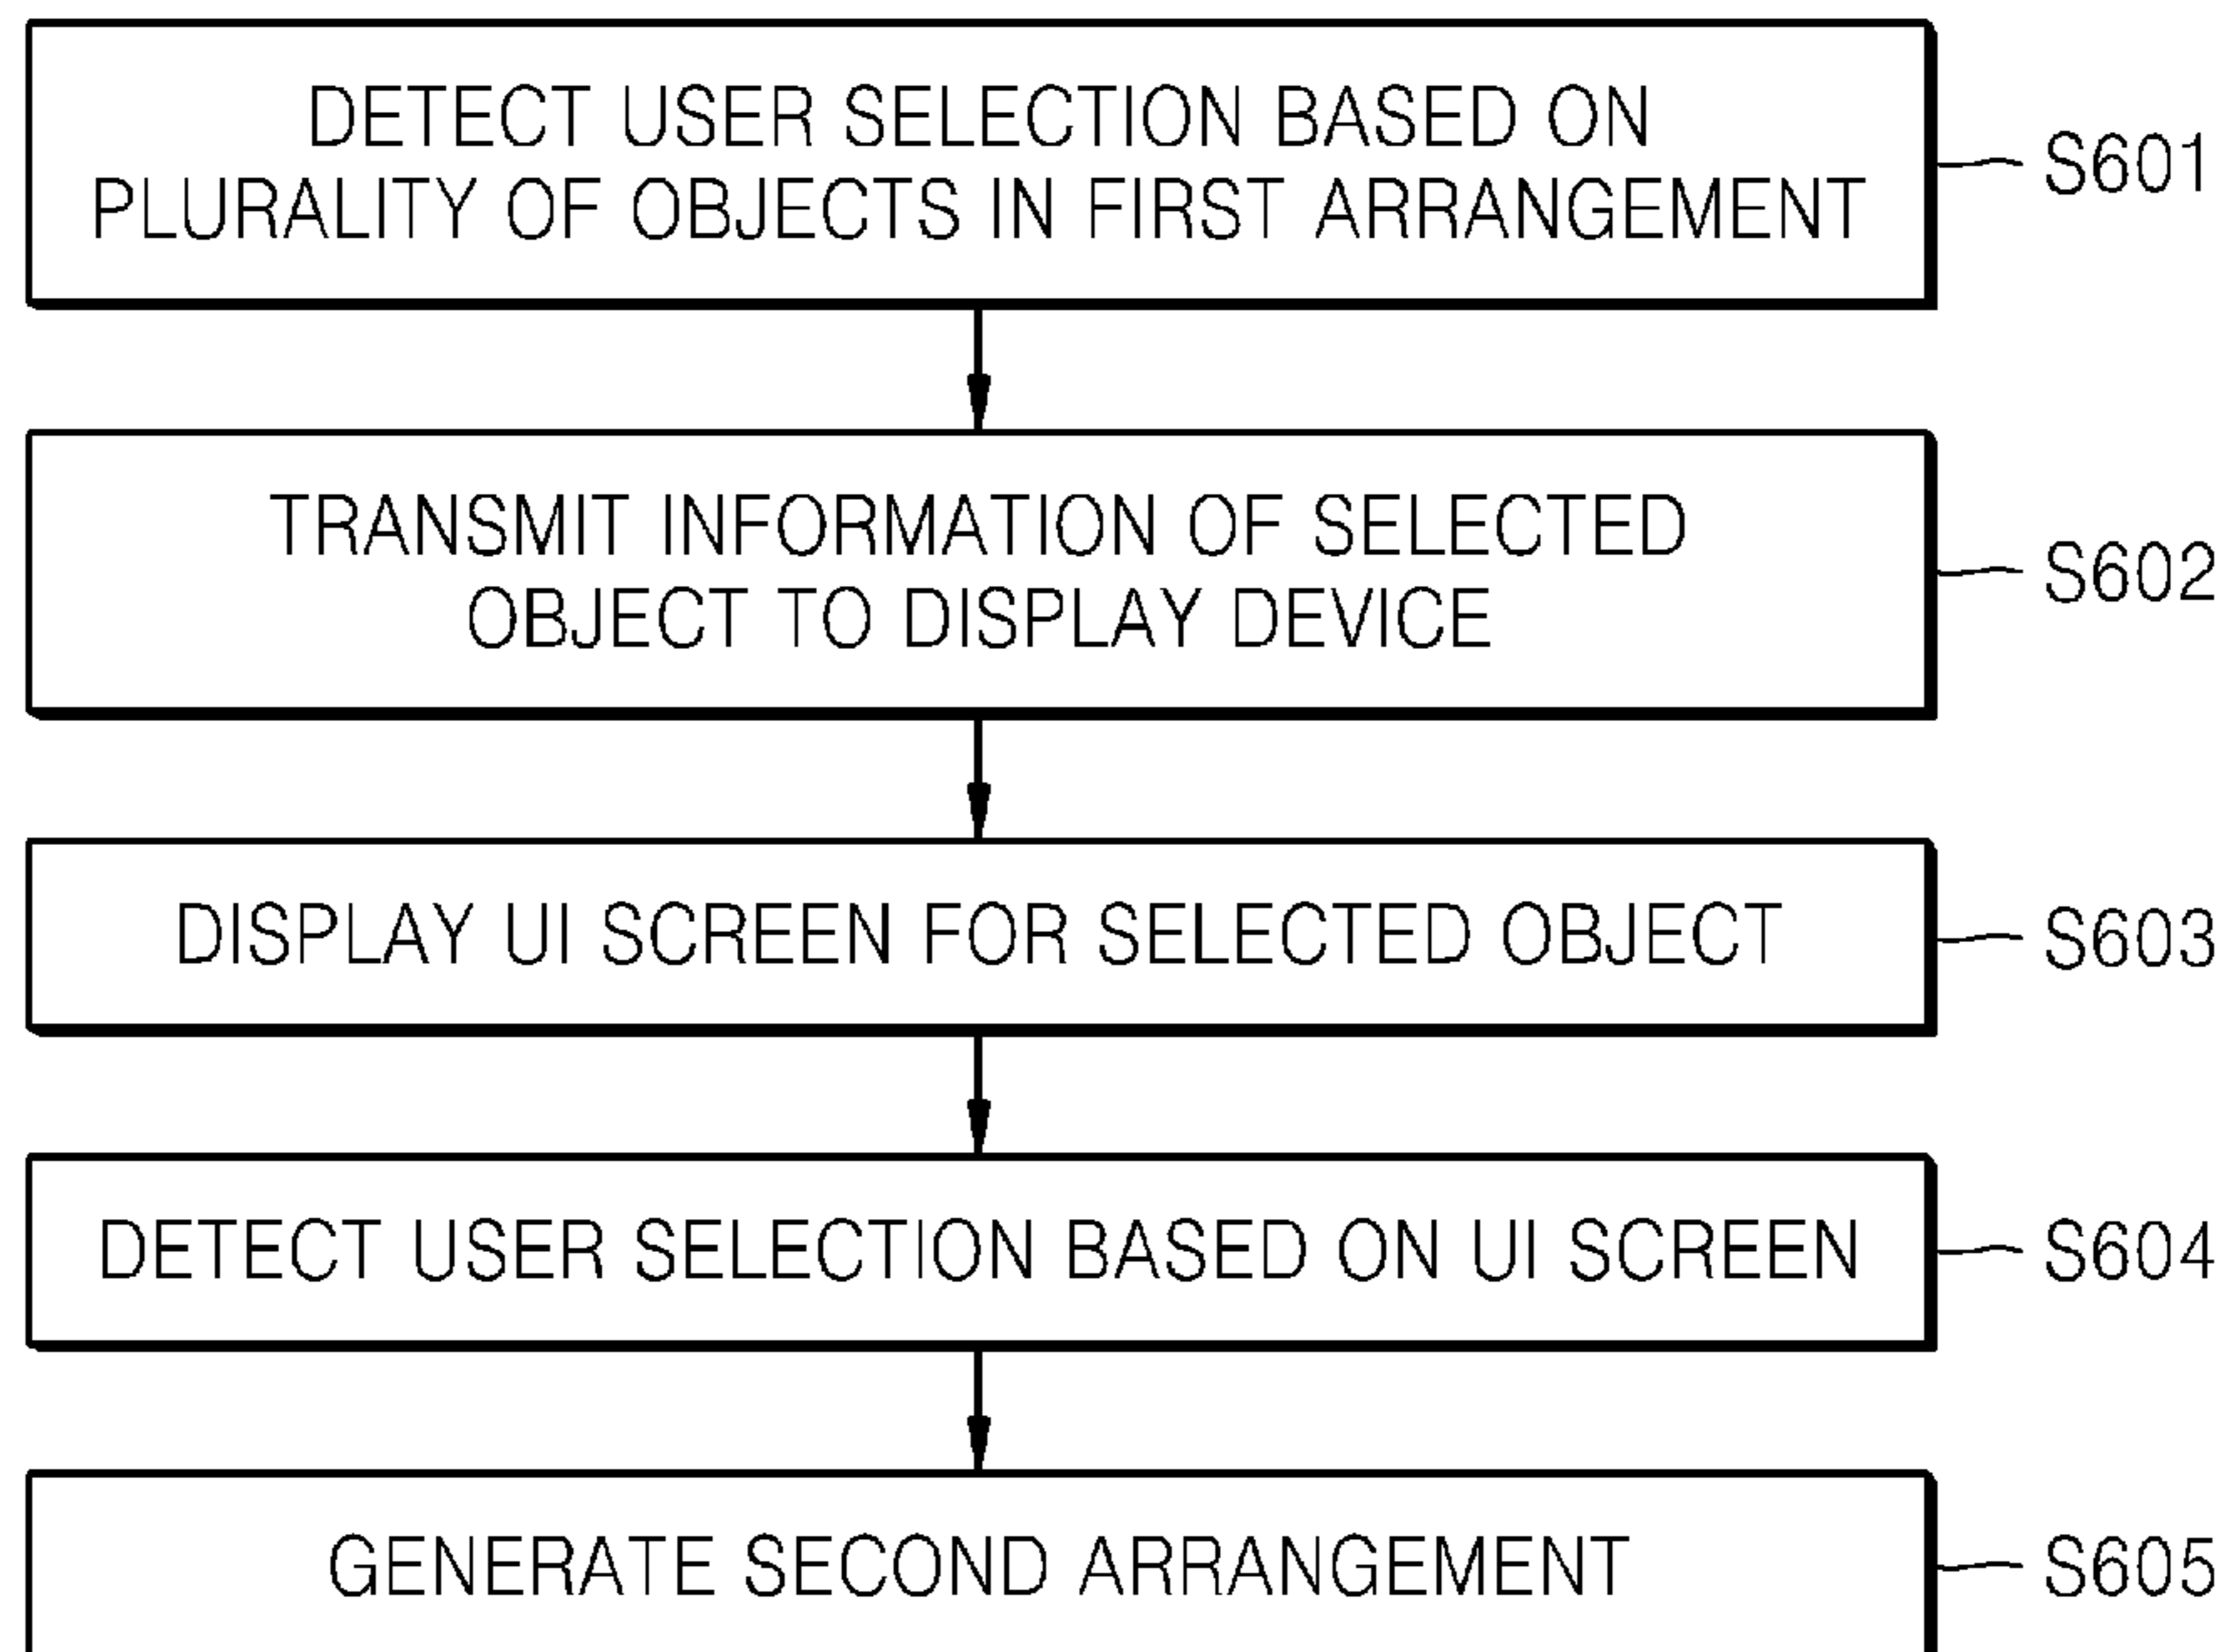 DETECT USER SELECTION BASED ON
PLURALITY OF OBJECTS IN FIRST ARRANGEMENT
S601
TRANSMIT INFORMATION OF SELECTED
OBJECT TO DISPLAY DEVICE
S602
DISPLAY UI SCREEN FOR SELECTED OBJECT
S603
DETECT USER SELECTION BASED ON UI SCREEN
S604
GENERATE SECOND ARRANGEMENT
S605